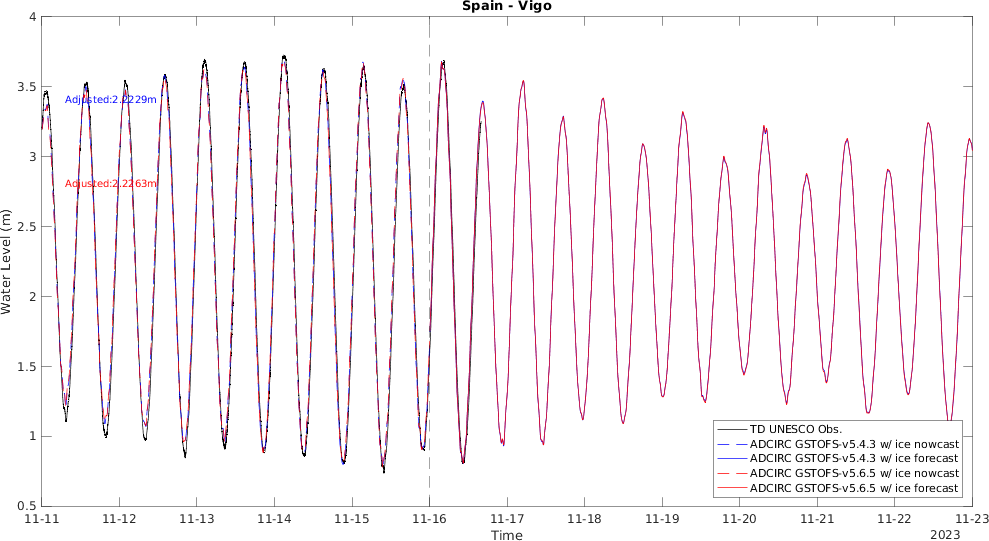 Spain - Vigo
4
3.5
3
2.5
2
1.5
1
0.5
Water Level (m)
Adjusted:2.2229m
Adjusted:2.2263m
TD UNESCO Obs.
ADCIRC GSTOFS-v5.4.3 w/ ice nowcast
ADCIRC GSTOFS-v5.4.3 w/ ice forecast
ADCIRC GSTOFS-v5.6.5 w/ ice nowcast
ADCIRC GSTOFS-v5.6.5 w/ ice forecast
11-11 11-12 11-13 11-14 11-15 11-16 11-17 11-18 11-19 11-20 11-21 11-22 11-23
Time
2023